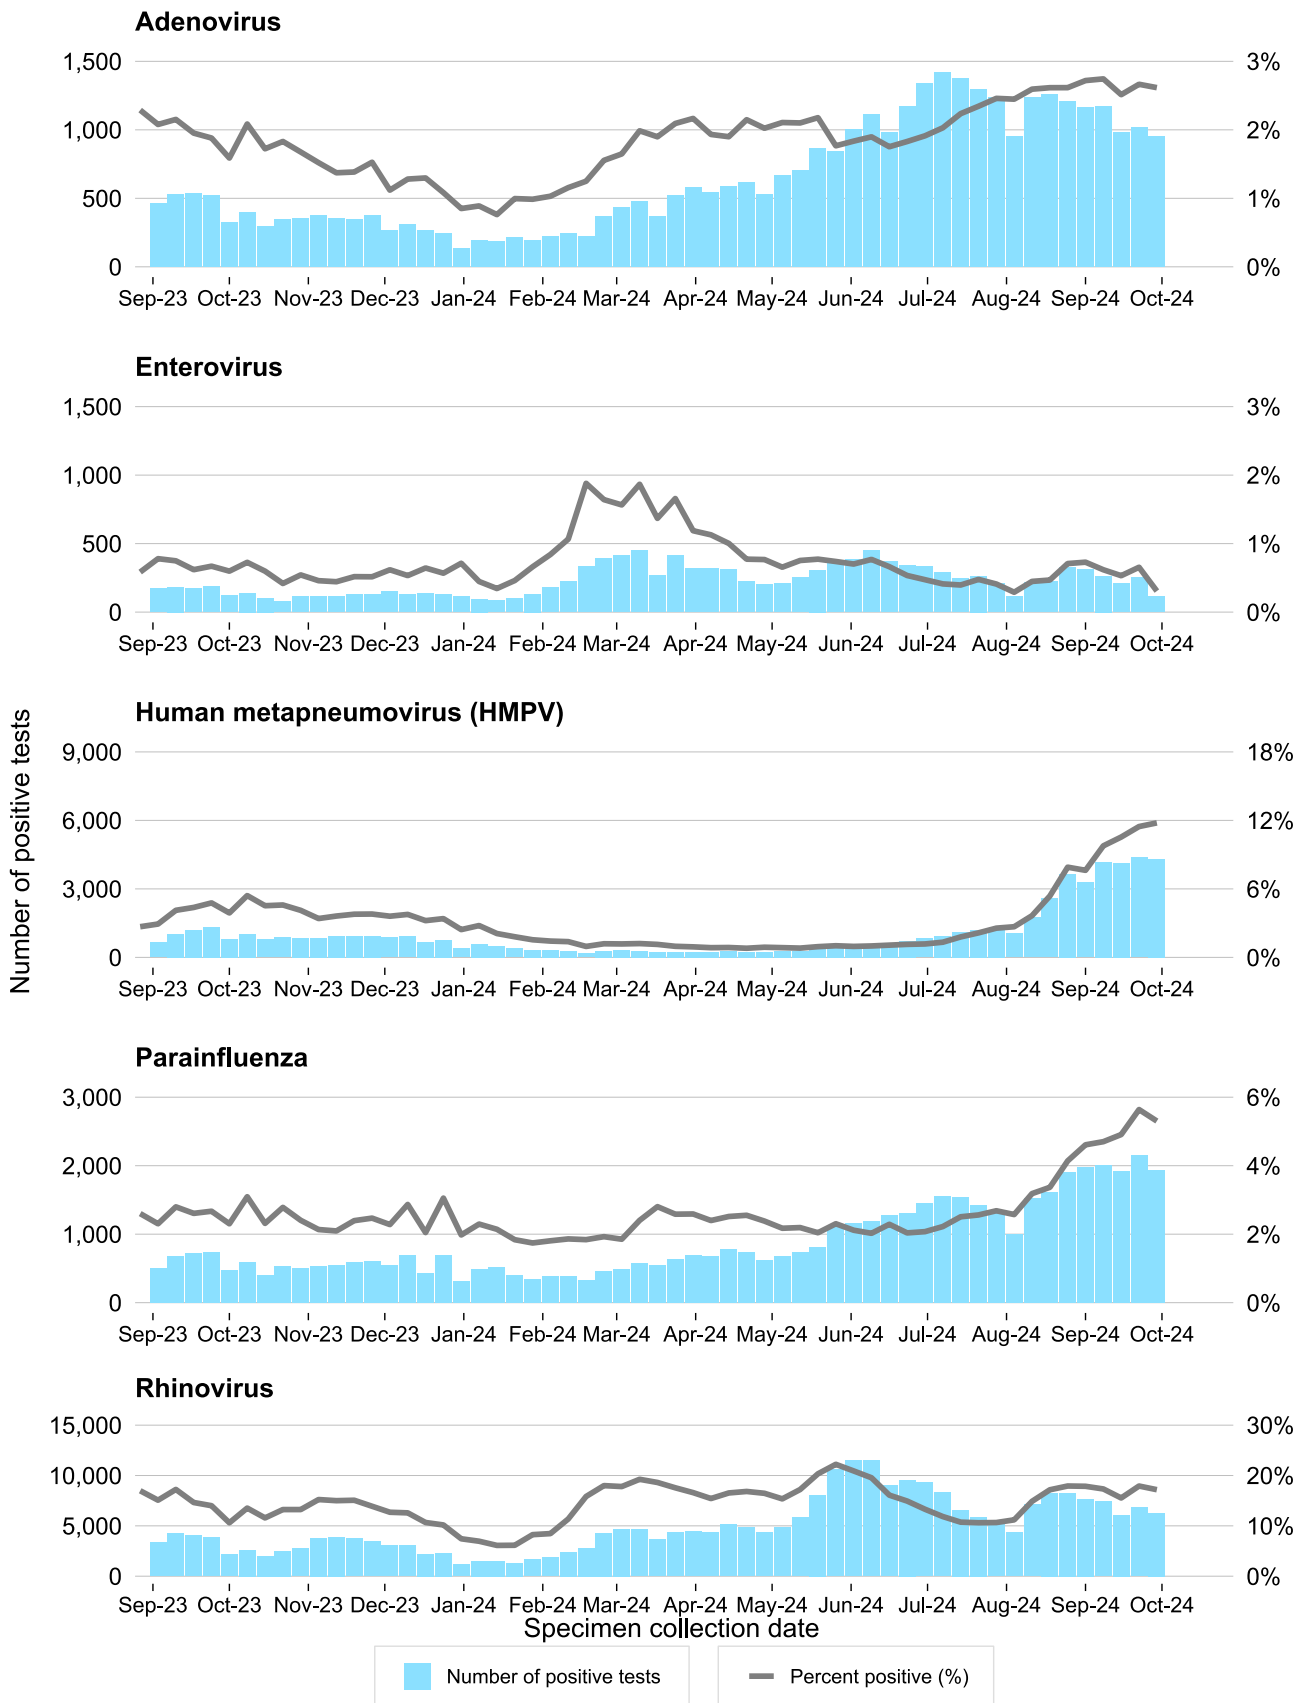 Adenovirus
1,500 3%
1,000 2%
500 1%
0 0%
Sep-23 Oct-23 Nov-23 Dec-23 Jan-24 Feb-24 Mar-24 Apr-24 May-24 Jun-24 Jul-24 Aug-24 Sep-24 Oct-24
Enterovirus
1,500 3%
1,000 2%
500 1%
0 0%
Sep-23 Oct-23 Nov-23 Dec-23 Jan-24 Feb-24 Mar-24 Apr-24 May-24 Jun-24 Jul-24 Aug-24 Sep-24 Oct-24
Number of positive tests
Human metapneumovirus (HMPV)
9,000 18%
6,000 12%
3,000 6%
0 0%
Sep-23 Oct-23 Nov-23 Dec-23 Jan-24 Feb-24 Mar-24 Apr-24 May-24 Jun-24 Jul-24 Aug-24 Sep-24 Oct-24
Parainfluenza
3,000 6%
2,000 4%
1,000 2%
0 0%
Sep-23 Oct-23 Nov-23 Dec-23 Jan-24 Feb-24 Mar-24 Apr-24 May-24 Jun-24 Jul-24 Aug-24 Sep-24 Oct-24
Rhinovirus
15,000 30%
10,000 20%
5,000 10%
0 0%
Sep-23 Oct-23 Nov-23 Dec-23 Jan-24 Feb-24 Mar-24 Apr-24 May-24 Jun-24 Jul-24 Aug-24 Sep-24 Oct-24
Specimen collection date
Number of positive tests Percent positive (%)